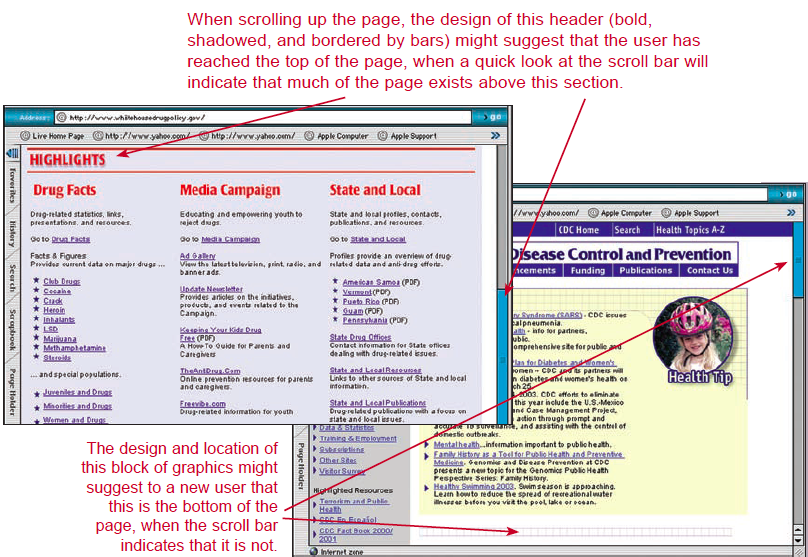 When scrolling up the page, the design of this header (bold,
shadowed, and bordered by bars) might suggest that the user has
reached the top of the page, when a quick look at the scroll bar will
indicate that much of the page exists above this section.
Address: http://www.whitehousedrugpolicy.gov/ go
Live Home Page http://www.yahoo.com/ http://www.yahoo.com/ Apple Computer Apple Support
Favorites
History
Search
Scrapbook
Page Holder
HIGHLIGHTS
Drug Facts
Drug-related statistics, links,
presentations, and resources.
Go to Drug Facts
Facts & Figures
Provides current data on major drugs ...
Club Drugs
Cocaine
Crack
Heroin
Inhalants
LSD
Marijuana
Methamphetamine
Steroids
... and special populations.
Juveniles and Drugs
Minorities and Drugs
Women and Drugs
Media Campaign
Educating and empowering youth to
reject drugs.
Go to Media Campaign
Ad Gallery
View the latest television, print, radio, and
banner ads.
Update Newsletter
Provides articles on the initiatives,
products, and events related to the
Campaign.
Keeping Your Kids Drug
Free (PDF)
A How-To Guide for Parents and
Caregivers
TheAntiDrug.Com
Online prevention resources for parents
and caregivers.
Freevibe.com
Drug-related information for youth
State and Local
State and local profiles, contacts,
publications, and resources.
Go to State and Local
Profiles provide an overview of drug-
related data and anti-drug efforts.
American Samoa (PDF)
Vermont (PDF)
Puerto Rico (PDF)
Guam (PDF)
Pennsylvania (PDF)
State Drug Offices
Contact information for State offices
dealing with drug-related issues.
State and Local Resources
Links to other sources of State and local
information.
State and Local Publications
Drug-related publications with a focus on
state and local issues.
go
//www.yahoo.com/ Apple Computer Apple Support
CDC Home Search Health Topics A-Z
Disease Control and Prevention
ncements Funding Publications Contact Us
ry Syndrome (SARS) - CDC issues
cal pneumonia.
ealth - info for partners,
public.
omprehensive site for public and
Plan for Diabetes and Women's
women - CDC and its partners will
n diabetes and women's health on
ch 25.
2003. CDC efforts to eliminate
this year include the U.S.-Mexico
and Case Management Project,
action through prompt and
accurate TB surveillance, and assisting with the control of
domestic outbreaks.
Mental health...information important to public health.
Family History as a Tool for Public Health and Preventive
Medicine. Genomics and Disease Prevention at CDC
presents a new topic for the Genomics Public Health
Perspective Series: Family History.
Healthy Swimming 2003. Swim season is approaching.
Learn how to reduce the spread of recreational water
illnesses before you visit the pool, lake or ocean.
Health Tip
Data & Statistics
Training & Employment
Subscriptions
Other Sites
Visitor Survey
Highlighted Resources
Terrorism and Public
Health
CDC En Español
CDC Fact Book 2000/
2001
Page Holder
Internet zone
The design and location of
this block of graphics might
suggest to a new user that
this is the bottom of the
page, when the scroll bar
indicates that it is not.